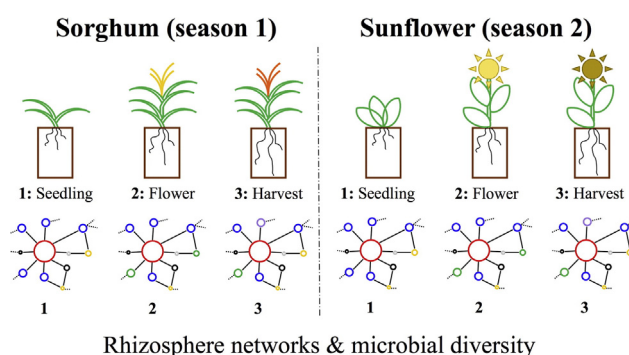 Sorghum (season 1)
Sunflower (season 2)
1: Seedling
2: Flower
3: Harvest
1: Seedling
2: Flower
3: Harvest
1
2
3
1
2
3
Rhizosphere networks & microbial diversity